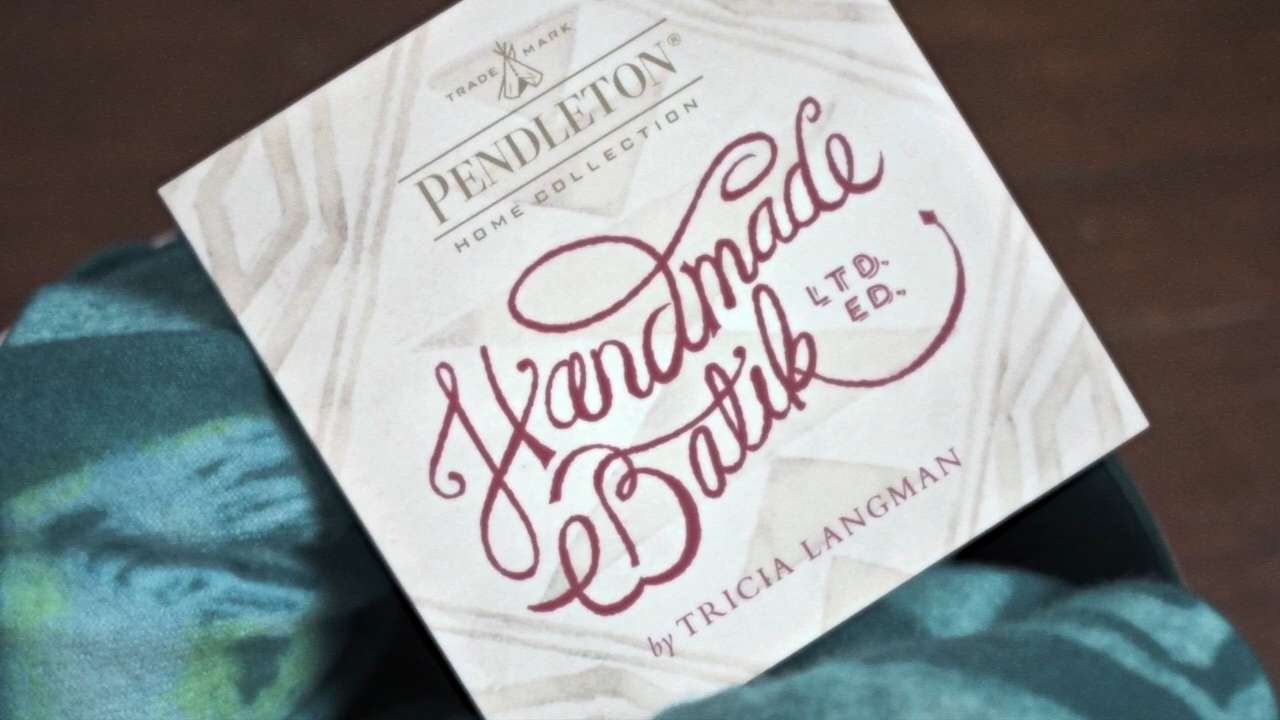 TRADE MARK
PENDLETON®
HOME COLLECTION
Handmade
Batik
LTD.
ED.
by TRICIA LANGMAN